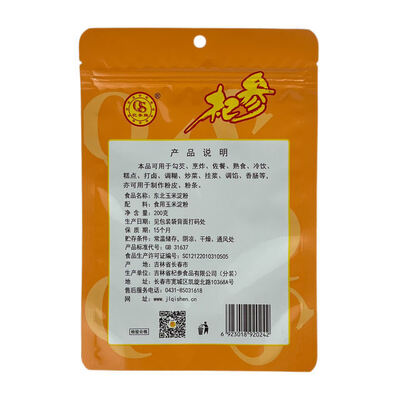 QS
杞参牌
®
杞参
产品说明
本品可用于勾芡、烹炸、佐餐、熟食、冷饮、
糕点、打卤、调糊、炒菜、挂浆、调馅、香肠等，
亦可用于制作粉皮、粉条。
食品名称：东北玉米淀粉
配　　料：食用玉米淀粉
净 含 量：200克
生产日期：见包装袋背面打码处
保 质 期：15个月
贮存条件：常温储存，阴凉、干燥、通风处
产品标准代号：GB 31637
食品生产许可证编号：SC12122010310505
产　　地：吉林省长春市
生产商：吉林省杞参食品有限公司（分装）
地　　址：长春市宽城区凯旋北路10368A号
售后服务电话：0431-85031618
网　　址：www.jlqishen.cn
6 923018 920242 >